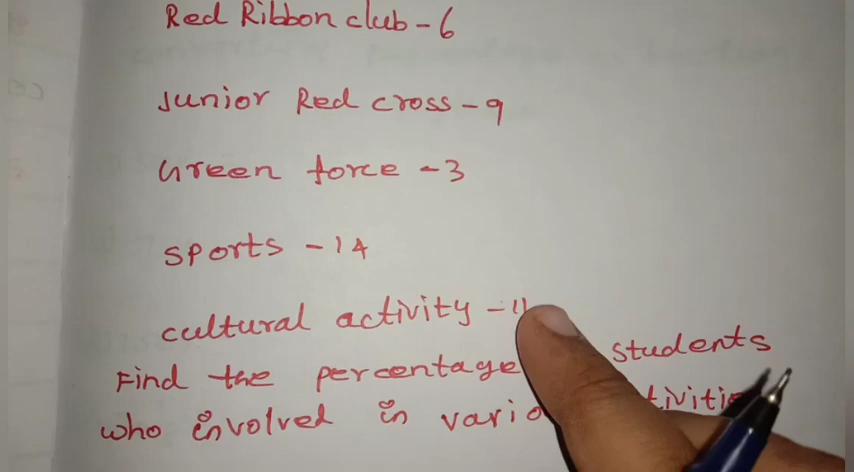 Red Ribbon club - 6
Junior Red cross - 9
Green force - 3
sports - 14
cultural activity - 11
Find the percentage students
who involved in